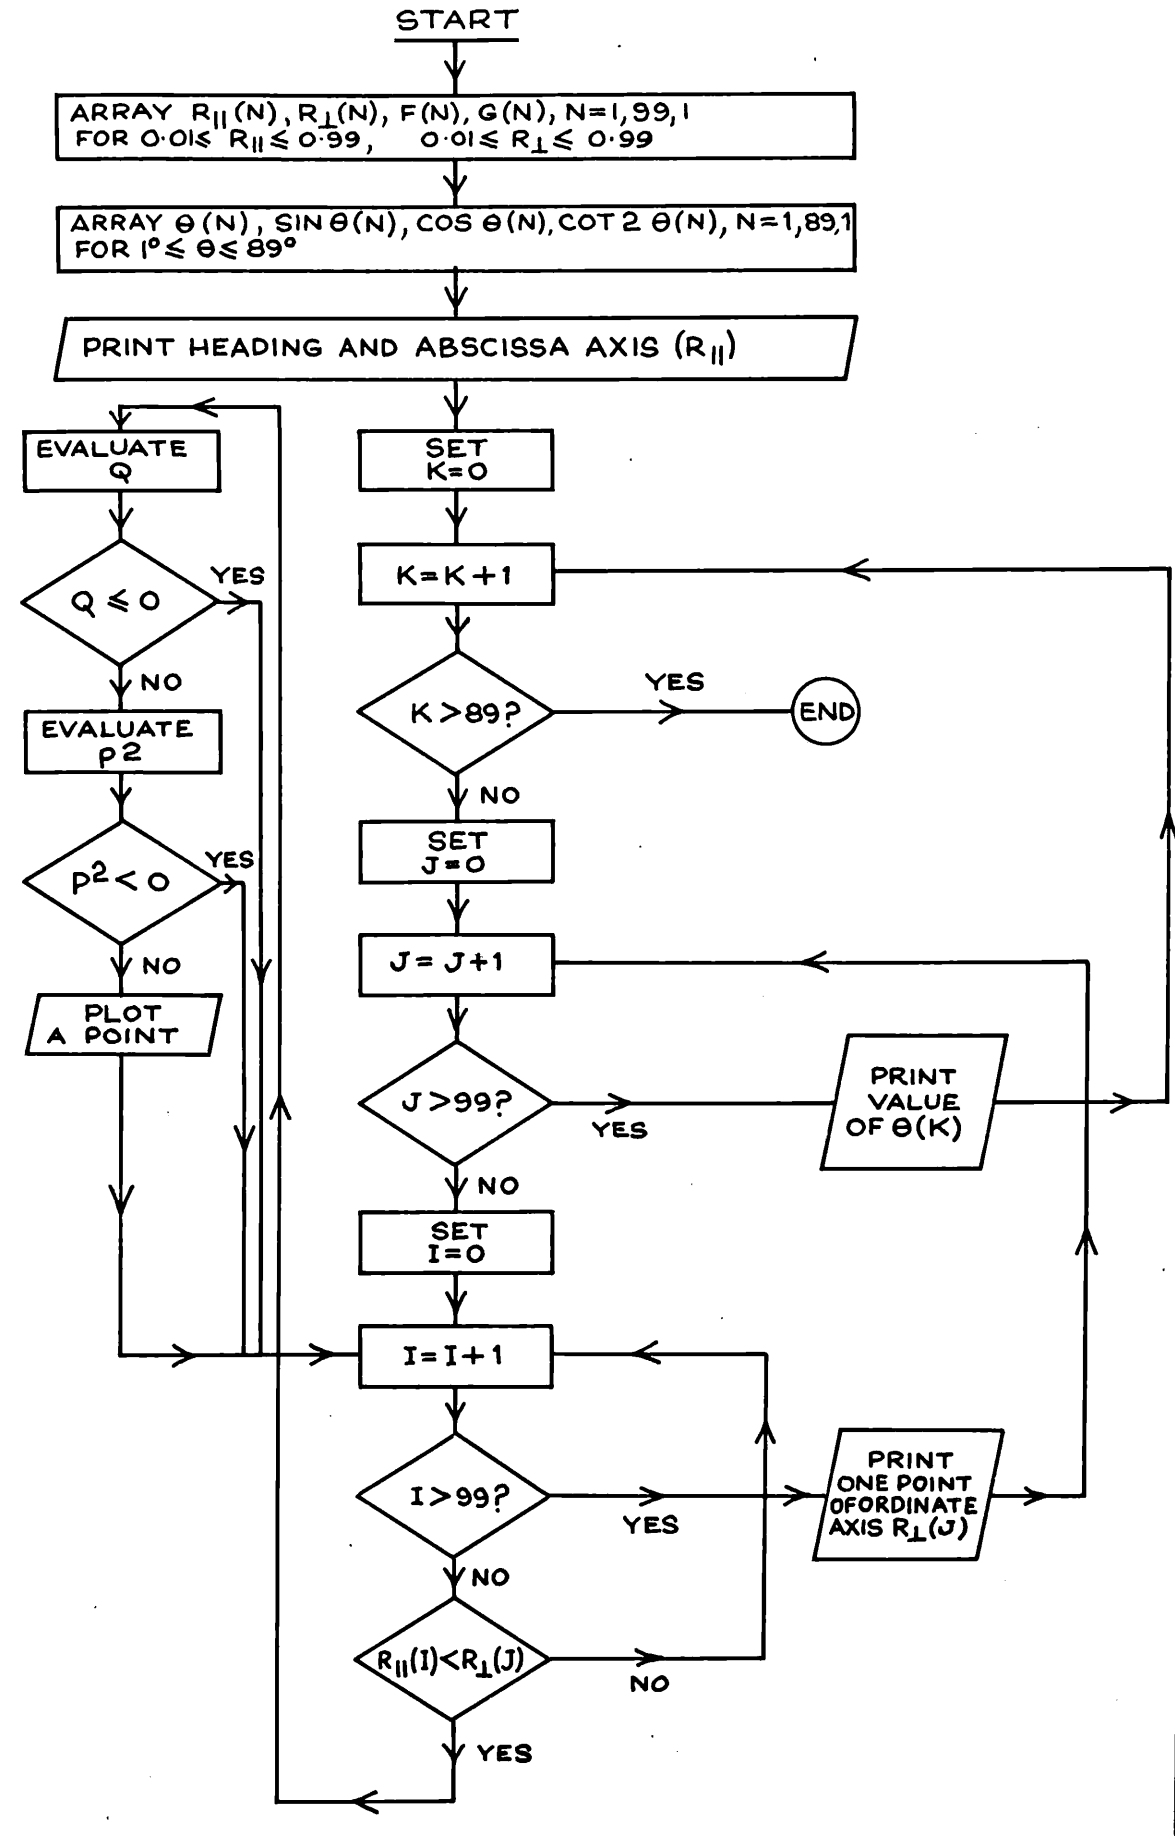 START
ARRAY R||(N), R⊥(N), F(N), G(N), N=1,99,1
FOR 0·01≤ R||≤ 0·99, 0·01≤ R⊥≤ 0·99
ARRAY θ(N), SIN θ(N), COS θ(N), COT 2 θ(N), N=1,89,1
FOR 1°≤ θ≤ 89°
PRINT HEADING AND ABSCISSA AXIS (R||)
SET
K=0
K=K+1
K>89?
YES
END
NO
SET
J=0
J=J+1
J>99?
YES
PRINT
VALUE
OF θ(K)
NO
SET
I=0
I=I+1
I>99?
YES
PRINT
ONE POINT
OFORDINATE
AXIS R⊥(J)
NO
R||(I)<R⊥(J)
NO
YES
EVALUATE
Q
Q ≤ 0
YES
NO
EVALUATE
P2
P² < 0
YES
NO
PLOT
A POINT